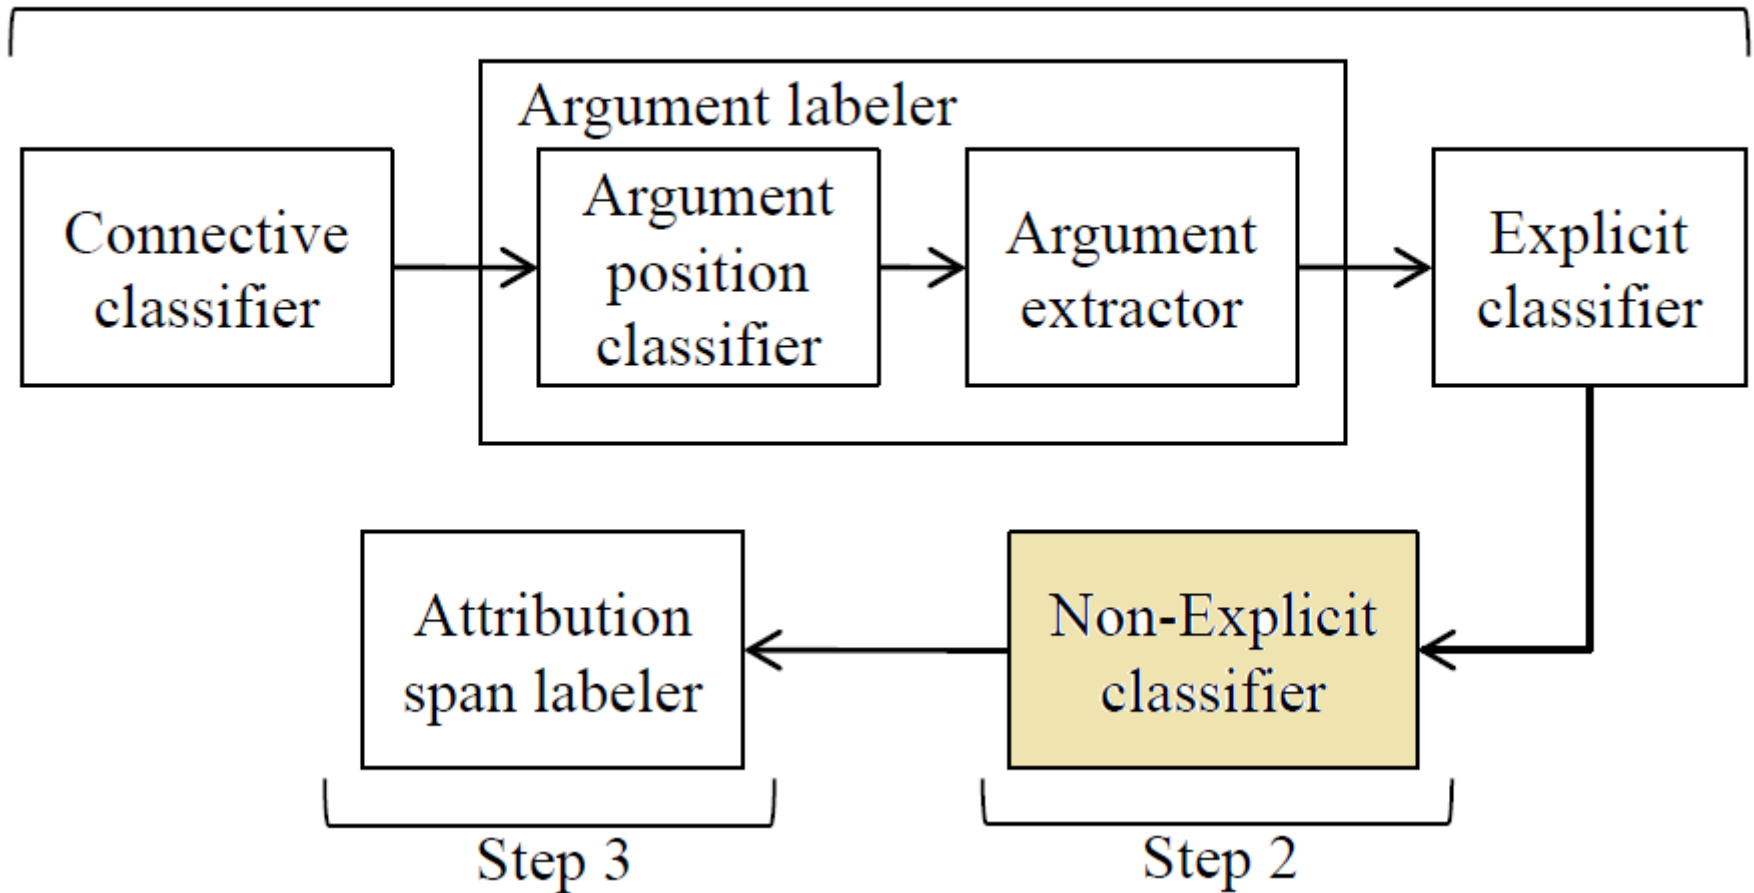 Argument labeler
Connective
classifier
Argument
position
classifier
Argument
extractor
Explicit
classifier
Attribution
span labeler
Non-Explicit
classifier
Step 3
Step 2